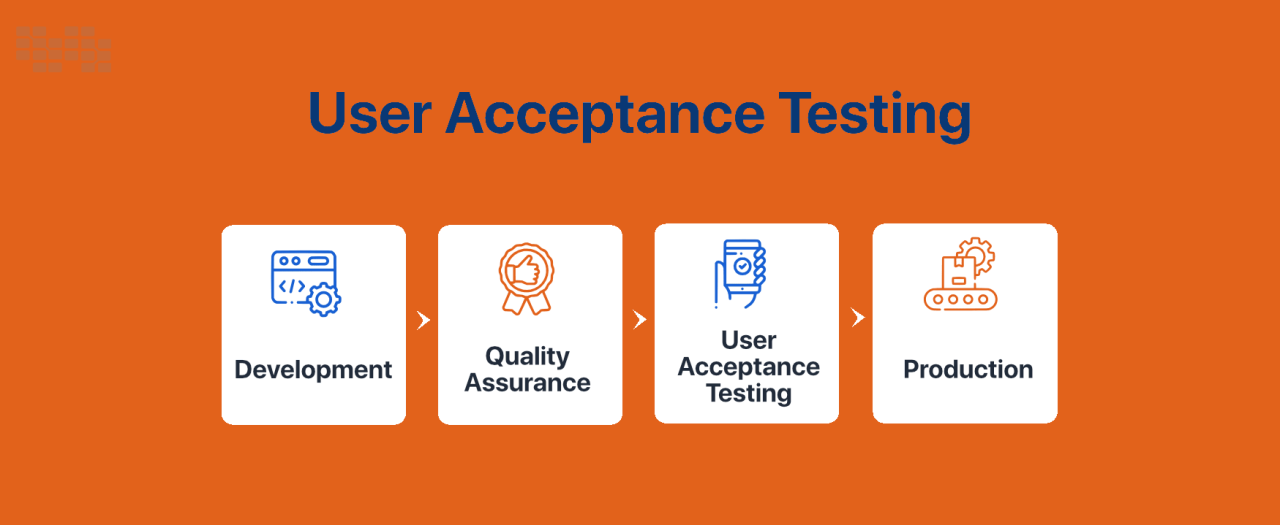 User Acceptance Testing
Development
Quality
Assurance
User
Acceptance
Testing
Production